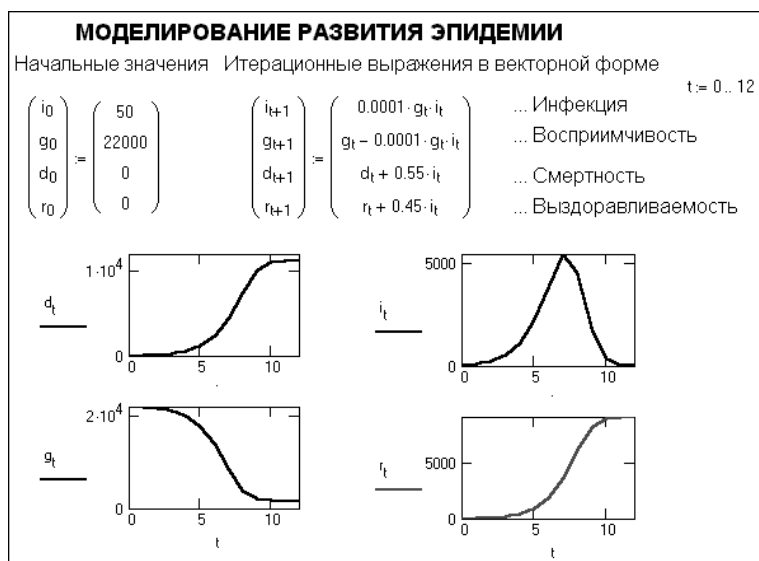 МОДЕЛИРОВАНИЕ РАЗВИТИЯ ЭПИДЕМИИ
Начальные значения Итерационные выражения в векторной форме
t := 0 .. 12
i0 50 it+1 0.0001 · gt · it ... Инфекция
g0 22000 gt+1 gt − 0.0001 · gt · it ... Восприимчивость
:= :=
d0 0 dt+1 dt + 0.55 · it ... Смертность
r0 0 rt+1 rt + 0.45 · it ... Выздоравливаемость
1·10^4
dt
0
0 5 10
5000
it
0
0 5 10
2·10^4
gt
0
0 5 10
t
5000
rt
0
0 5 10
t